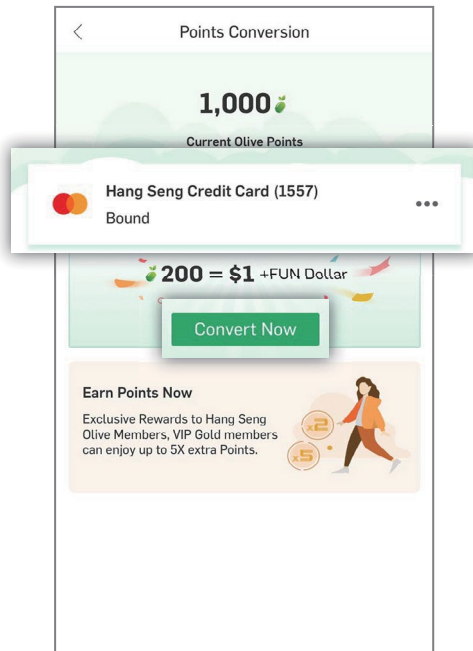 Points Conversion
1,000
Current Olive Points
Hang Seng Credit Card (1557)
Bound
200 = $1 +FUN Dollar
Convert Now
Earn Points Now
Exclusive Rewards to Hang Seng
Olive Members, VIP Gold members
can enjoy up to 5X extra Points.
x2
x5